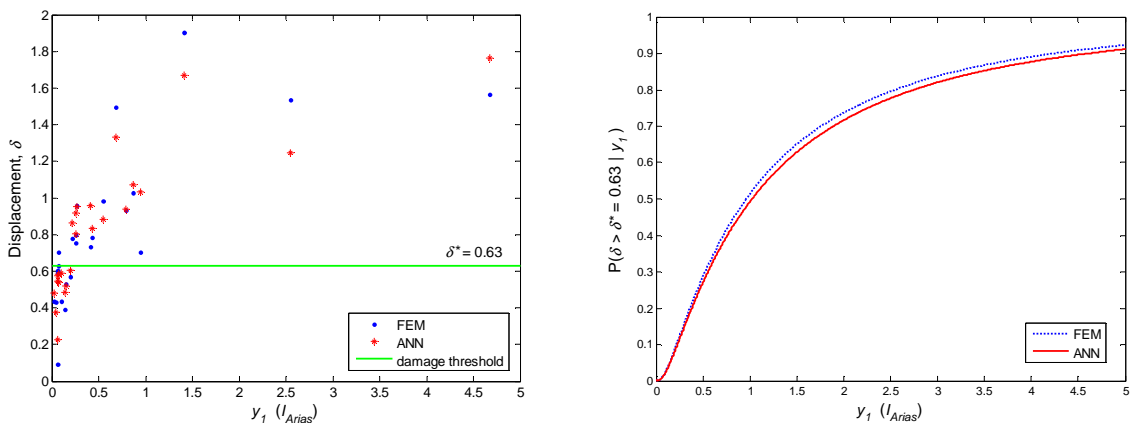 2
1.8
1.6
1.4
1.2
1
0.8
0.6
0.4
0.2
0
Displacement, δ
δ* = 0.63
FEM
ANN
damage threshold
0 0.5 1 1.5 2 2.5 3 3.5 4 4.5 5
y1 (IArias)
1
0.9
0.8
0.7
0.6
0.5
0.4
0.3
0.2
0.1
0
P(δ > δ* = 0.63 | y1)
FEM
ANN
0 0.5 1 1.5 2 2.5 3 3.5 4 4.5 5
y1 (IArias)